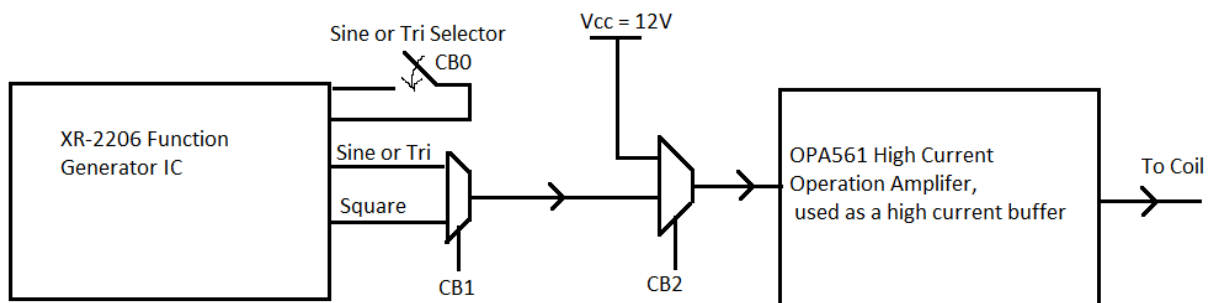 Sine or Tri Selector
CB0
Vcc = 12V
XR-2206 Function
Generator IC
Sine or Tri
Square
CB1
CB2
OPA561 High Current
Operation Amplifer,
used as a high current buffer
To Coil